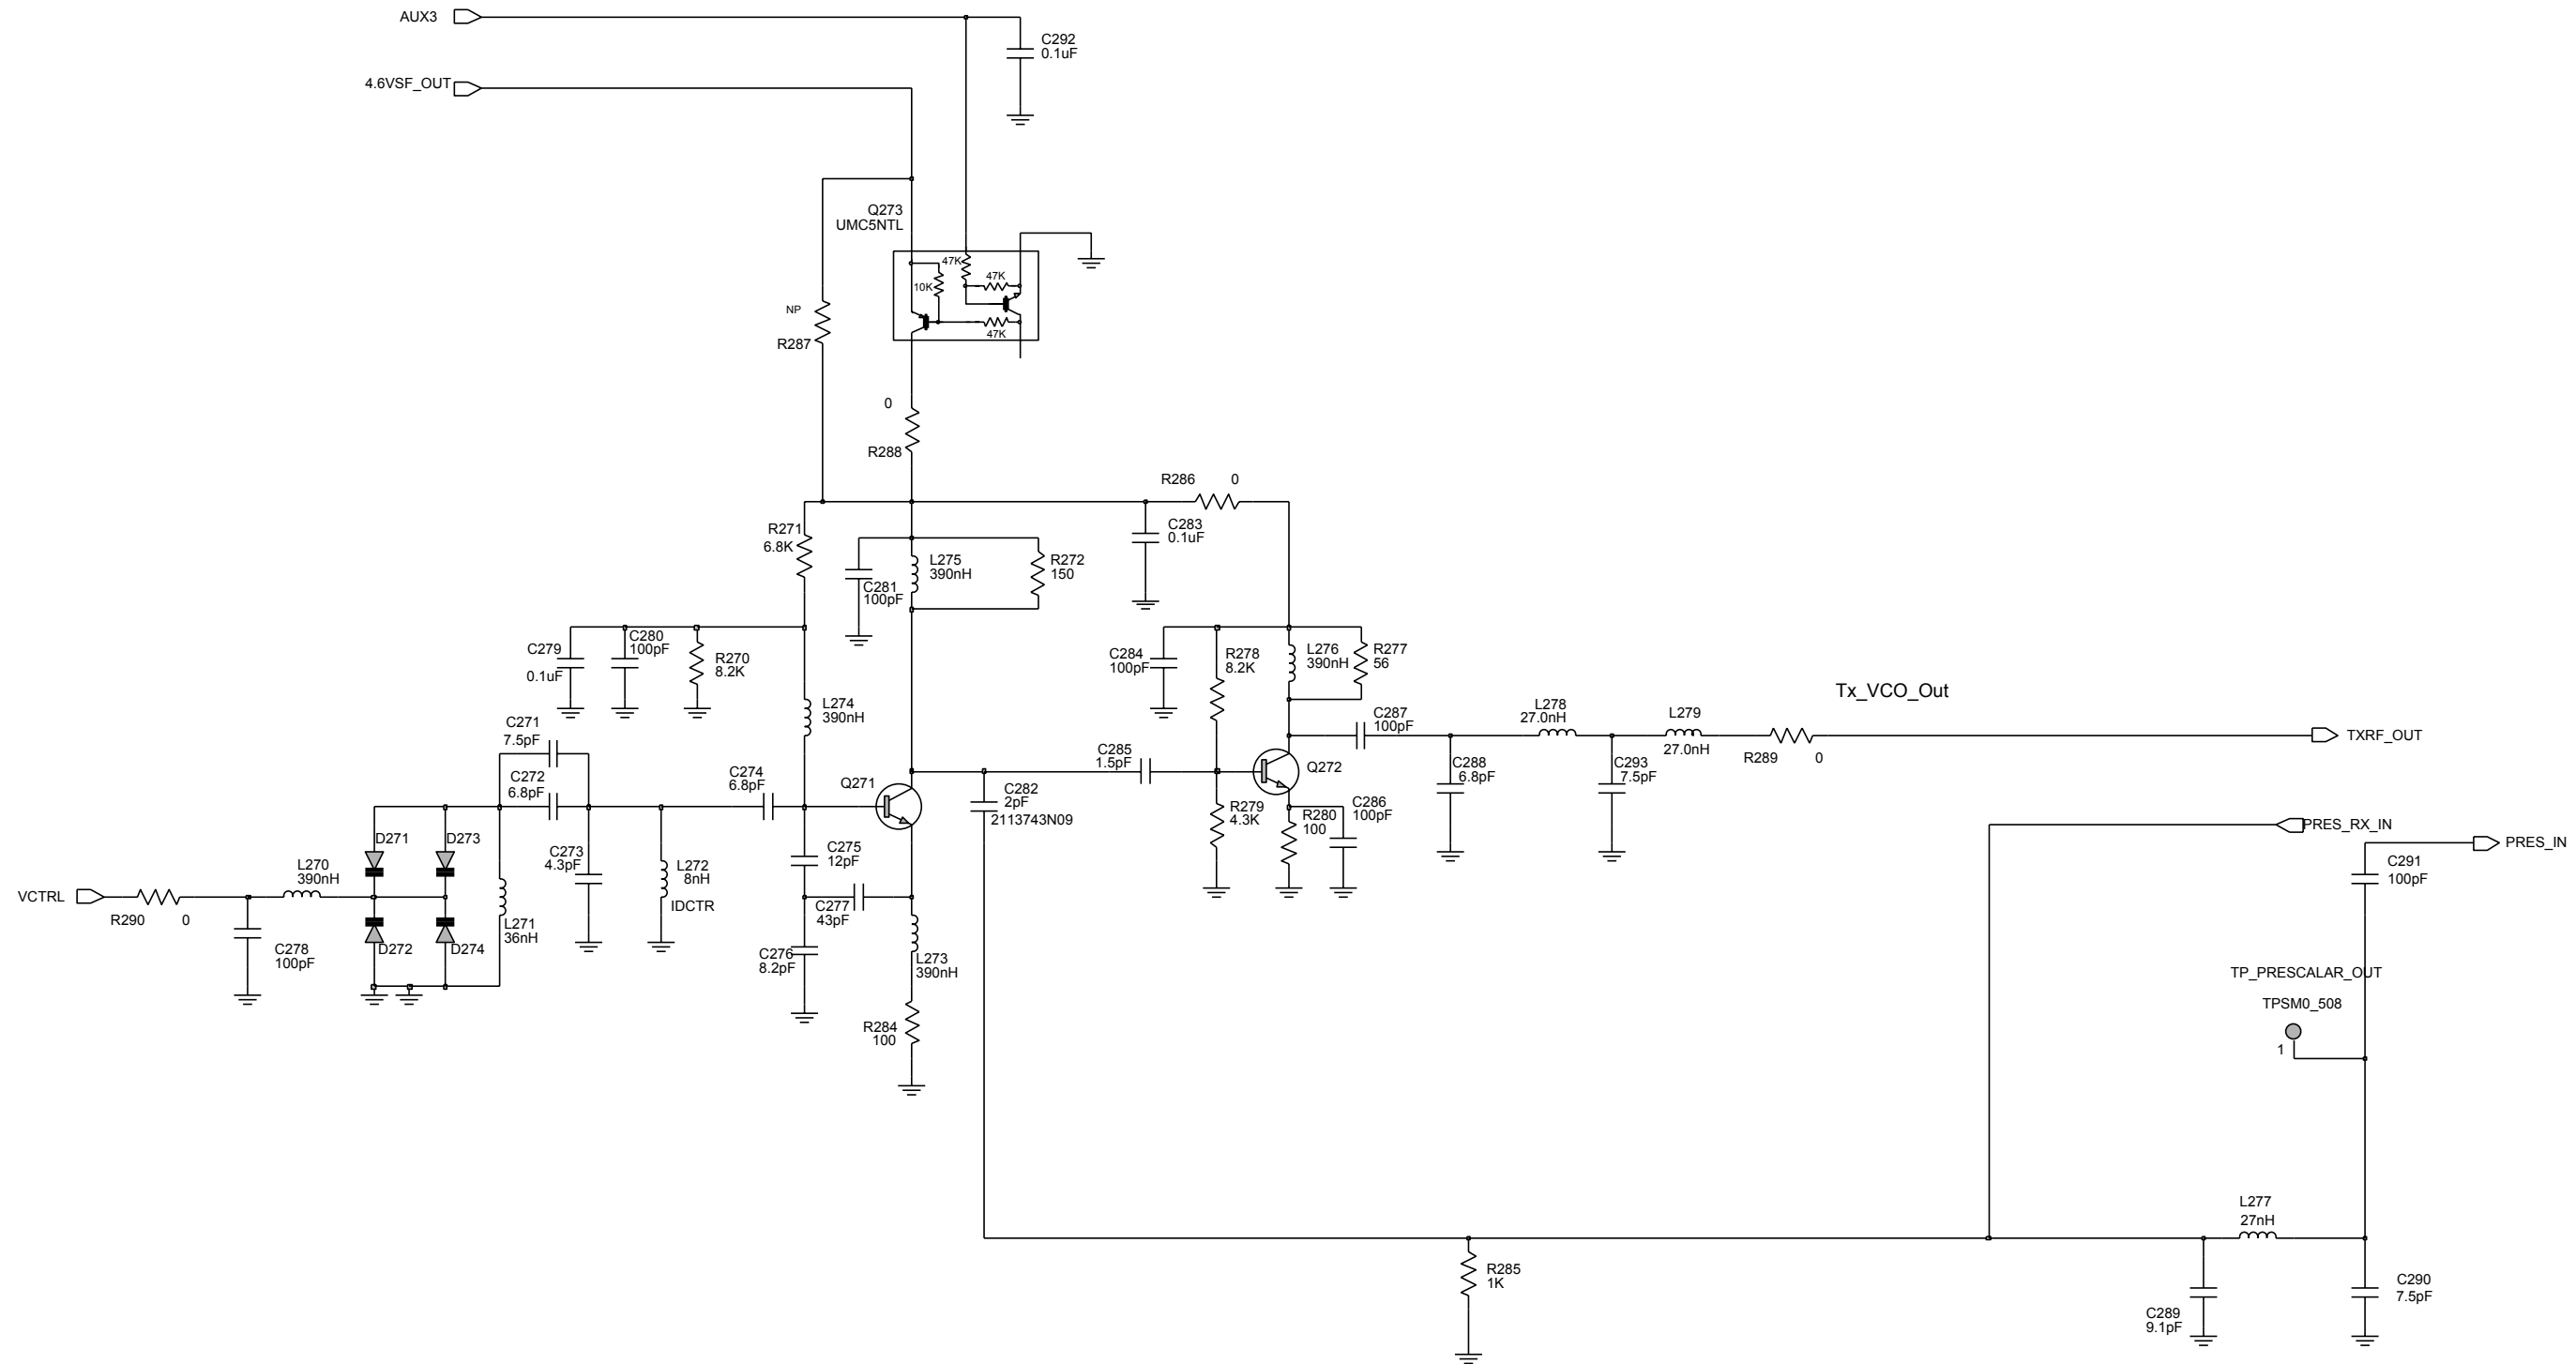 AUX3
C292
0.1uF
4.6VSF_OUT
Q273
UMC5NTL
47K
47K
10K
47K
NP
R287
0
R288
R286 0
R271
6.8K
C283
0.1uF
L275
390nH
R272
150
C281
100pF
C279
0.1uF
C280
100pF
R270
8.2K
C284
100pF
R278
8.2K
L276
390nH
R277
56
L274
390nH
Tx_VCO_Out
C271
7.5pF
C287
100pF
L278
27.0nH
L279
27.0nH
R289 0
TXRF_OUT
C272
6.8pF
C274
6.8pF
Q271
C285
1.5pF
Q272
C288
6.8pF
C293
7.5pF
C282
2pF
2113743N09
R279
4.3K
R280
100
C286
100pF
PRES_RX_IN
PRES_IN
D271
D273
C273
4.3pF
L272
8nH
IDCTR
C275
12pF
C291
100pF
L270
390nH
VCTRL
R290 0
C277
43pF
L271
36nH
C278
100pF
D272
D274
C276
8.2pF
L273
390nH
TP_PRESCALAR_OUT
TPSM0_508
1
R284
100
L277
27nH
R285
1K
C290
7.5pF
C289
9.1pF